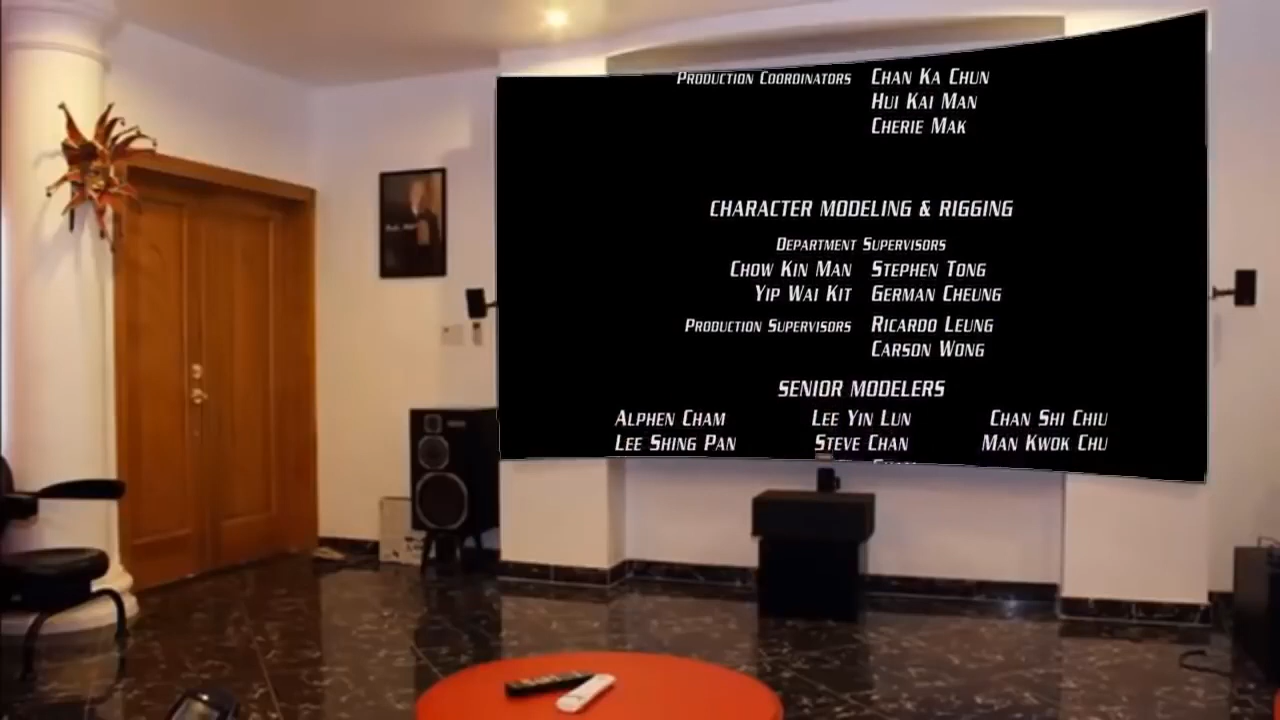 PRODUCTION COORDINATORS CHAN KA CHUN
HUI KAI MAN
CHERIE MAK
CHARACTER MODELING & RIGGING
DEPARTMENT SUPERVISORS
CHOW KIN MAN STEPHEN TONG
YIP WAI KIT GERMAN CHEUNG
PRODUCTION SUPERVISORS RICARDO LEUNG
CARSON WONG
SENIOR MODELERS
ALPHEN CHAM LEE YIN LUN CHAN SHI CHIU
LEE SHING PAN STEVE CHAN MAN KWOK CHU